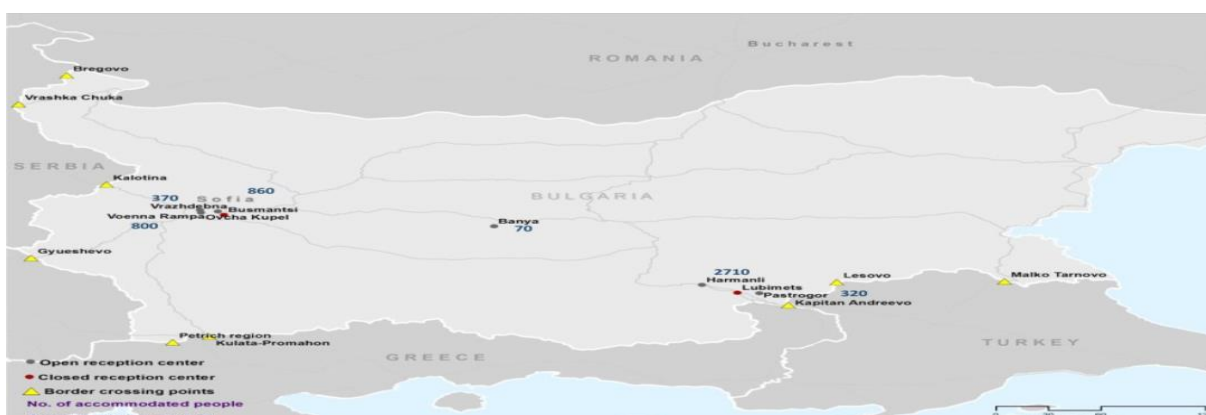 Bucharest
ROMANIA
Bregovo
Vrashka Chuka
SERBIA
Kalotina
370
860
Sofia
BULGARIA
Vrazhdebna
Busmantsi
Voenna Rampa
Ovcha Kupel
Banya
800
70
Gyueshevo
2710
Harmanli
Lesovo
Malko Tarnovo
Lubimets
320
Pastrogor
Kapitan Andreevo
Petrich region
Kulata-Promahon
TURKEY
GREECE
Open reception center
Closed reception center
Border crossing points
No. of accommodated people